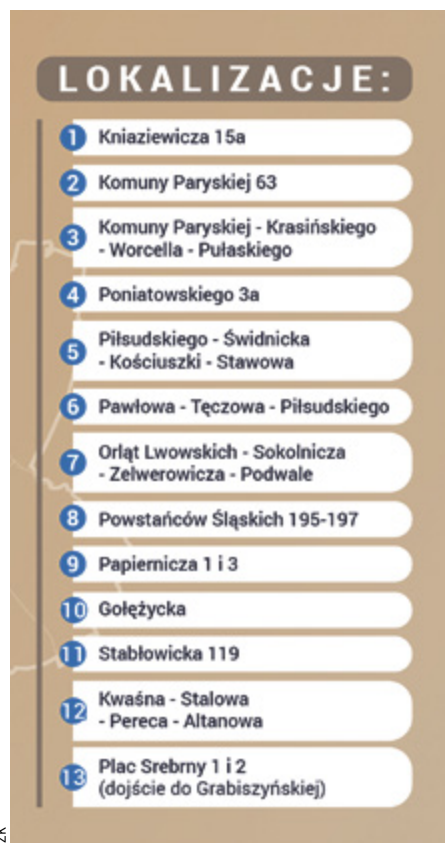 LOKALIZACJE:
1 Kniaziewicza 15a
2 Komuny Paryskiej 63
3 Komuny Paryskiej - Krasińskiego
- Worcella - Pułaskiego
4 Poniatowskiego 3a
5 Piłsudskiego - Świdnicka
- Kościuszki - Stawowa
6 Pawłowa - Tęczowa - Piłsudskiego
7 Orląt Lwowskich - Sokolnicza
- Zelwerowicza - Podwale
8 Powstańców Śląskich 195-197
9 Papiernicza 1 i 3
10 Gołężycka
11 Stabłowicka 119
12 Kwaśna - Stalowa
- Pereca - Altanowa
13 Plac Srebrny 1 i 2
(dojście do Grabiszyńskiej)